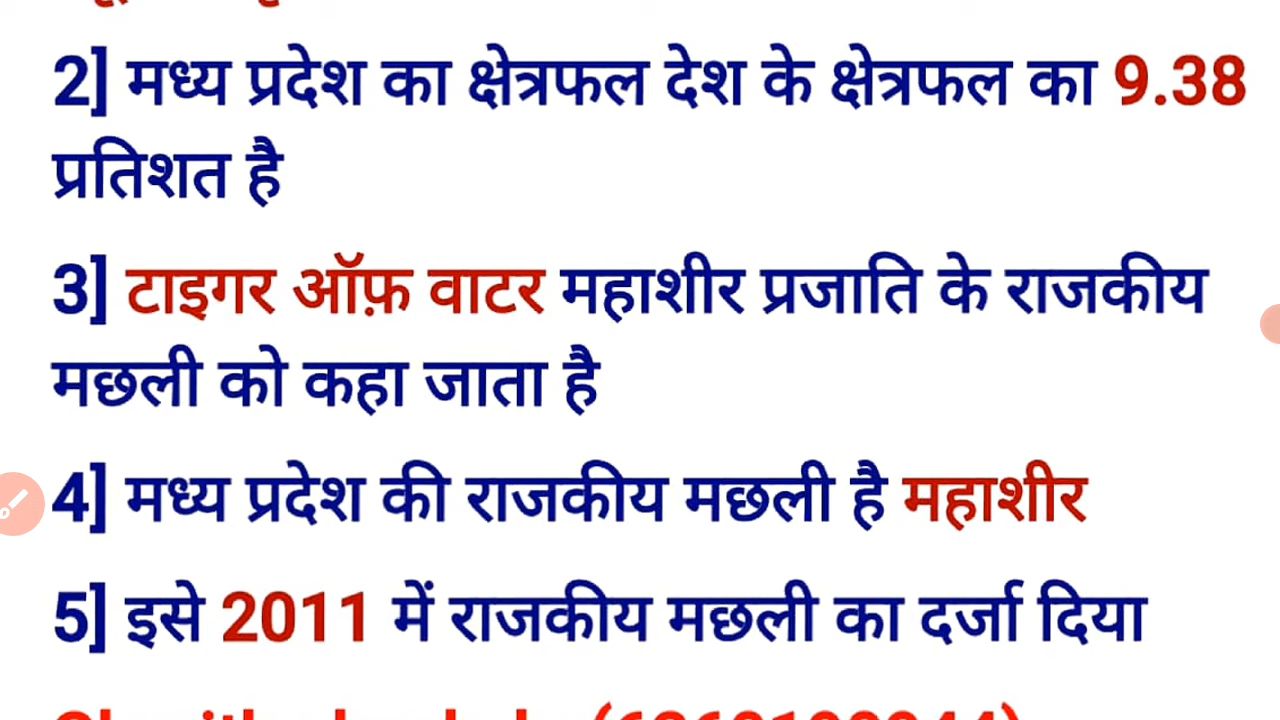 2] मध्य प्रदेश का क्षेत्रफल देश के क्षेत्रफल का 9.38
प्रतिशत है
3] टाइगर ऑफ़ वाटर महाशीर प्रजाति के राजकीय
मछली को कहा जाता है
4] मध्य प्रदेश की राजकीय मछली है महाशीर
5] इसे 2011 में राजकीय मछली का दर्जा दिया